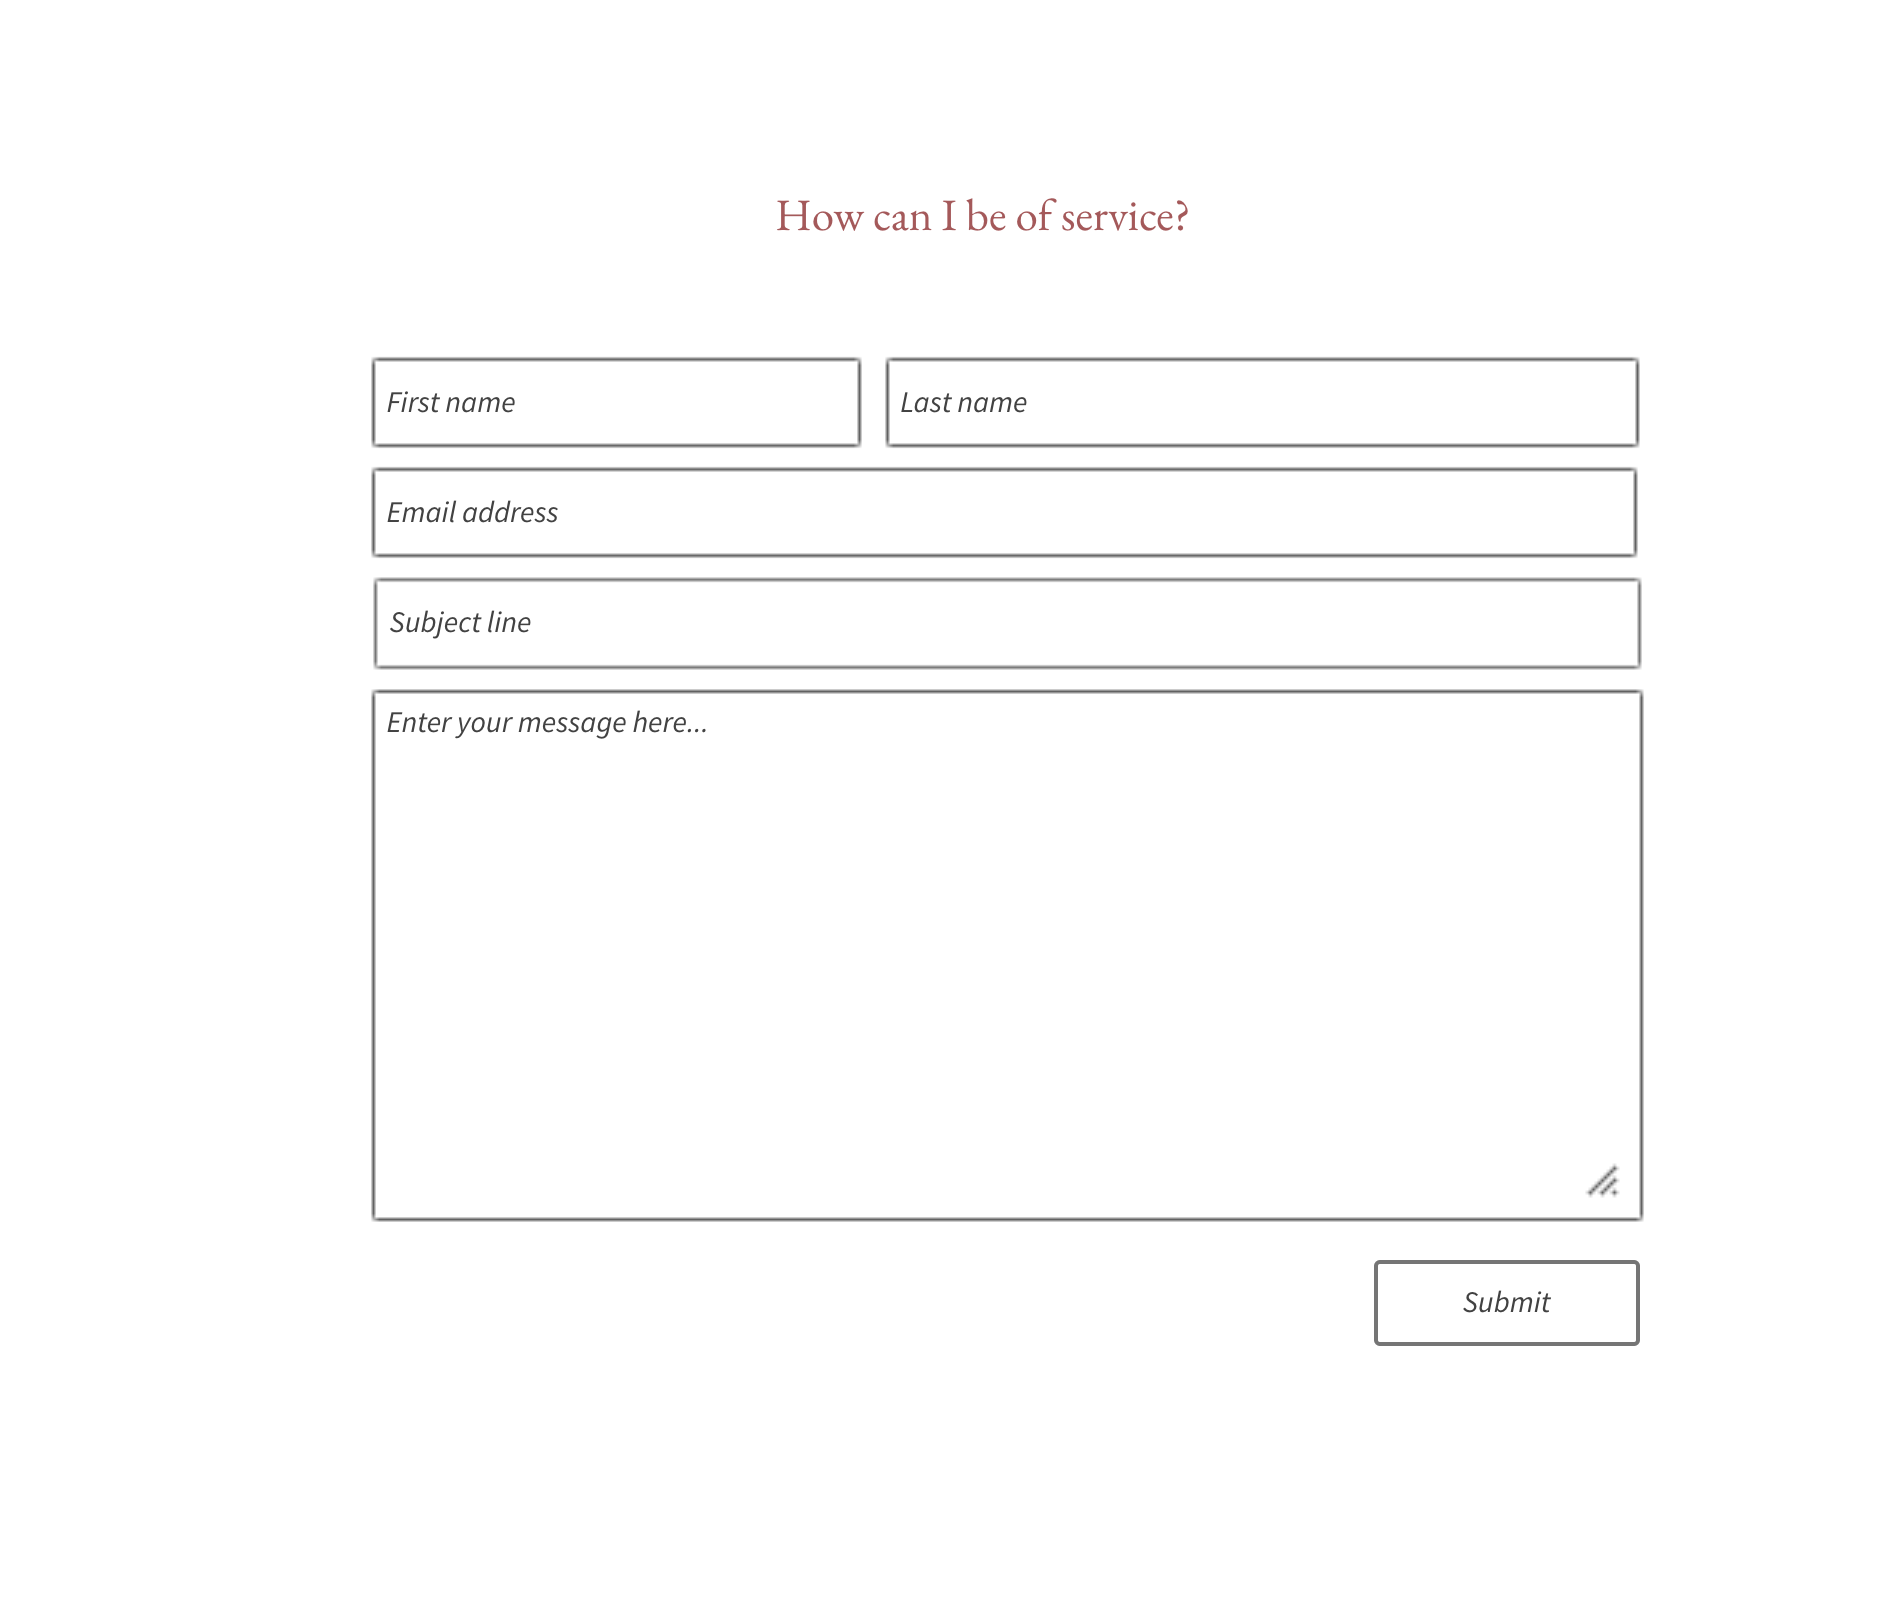 How can I be of service?
First name
Last name
Email address
Subject line
Enter your message here...
Submit